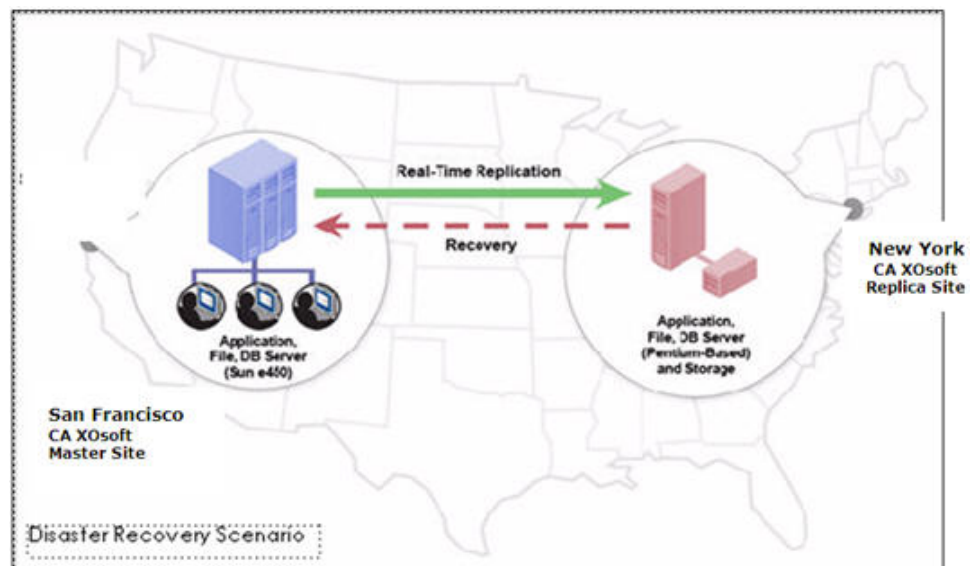 Real-Time Replication
Recovery
Application,
File, DB Server
(Sun e450)
Application,
File, DB Server
(Pentium-Based)
and Storage
New York
CA XOsoft
Replica Site
San Francisco
CA XOsoft
Master Site
Disaster Recovery Scenario